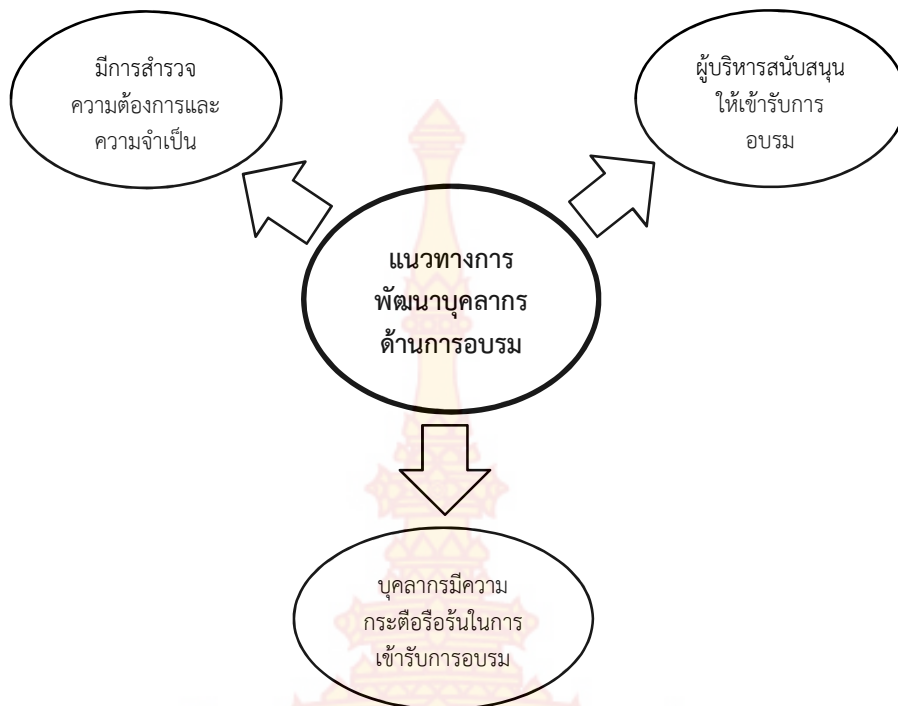 มีการสำรวจ
ความต้องการและ
ความจำเป็น
ผู้บริหารสนับสนุน
ให้เข้ารับการ
อบรม
แนวทางการ
พัฒนาบุคลากร
ด้านการอบรม
บุคลากรมีความ
กระตือรือร้นในการ
เข้ารับการอบรม